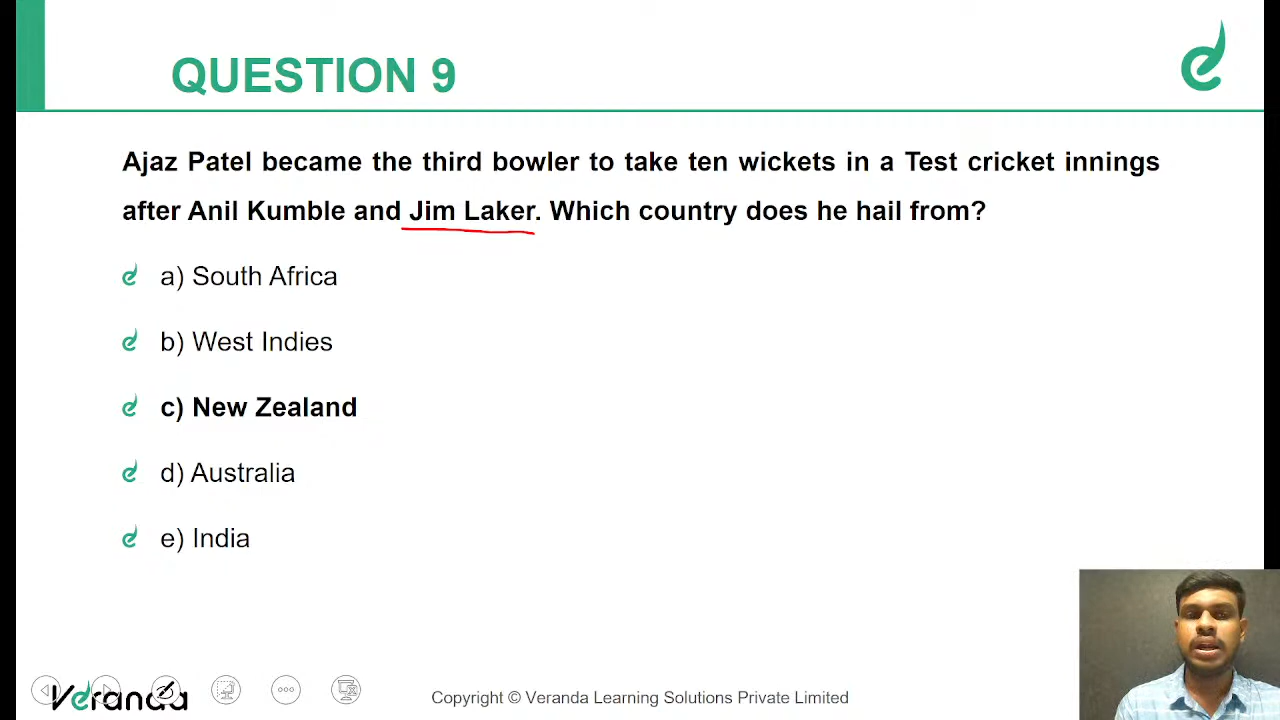 QUESTION 9
Ajaz Patel became the third bowler to take ten wickets in a Test cricket innings
after Anil Kumble and Jim Laker. Which country does he hail from?
a) South Africa
b) West Indies
c) New Zealand
d) Australia
e) India
Veranda
Copyright © Veranda Learning Solutions Private Limited